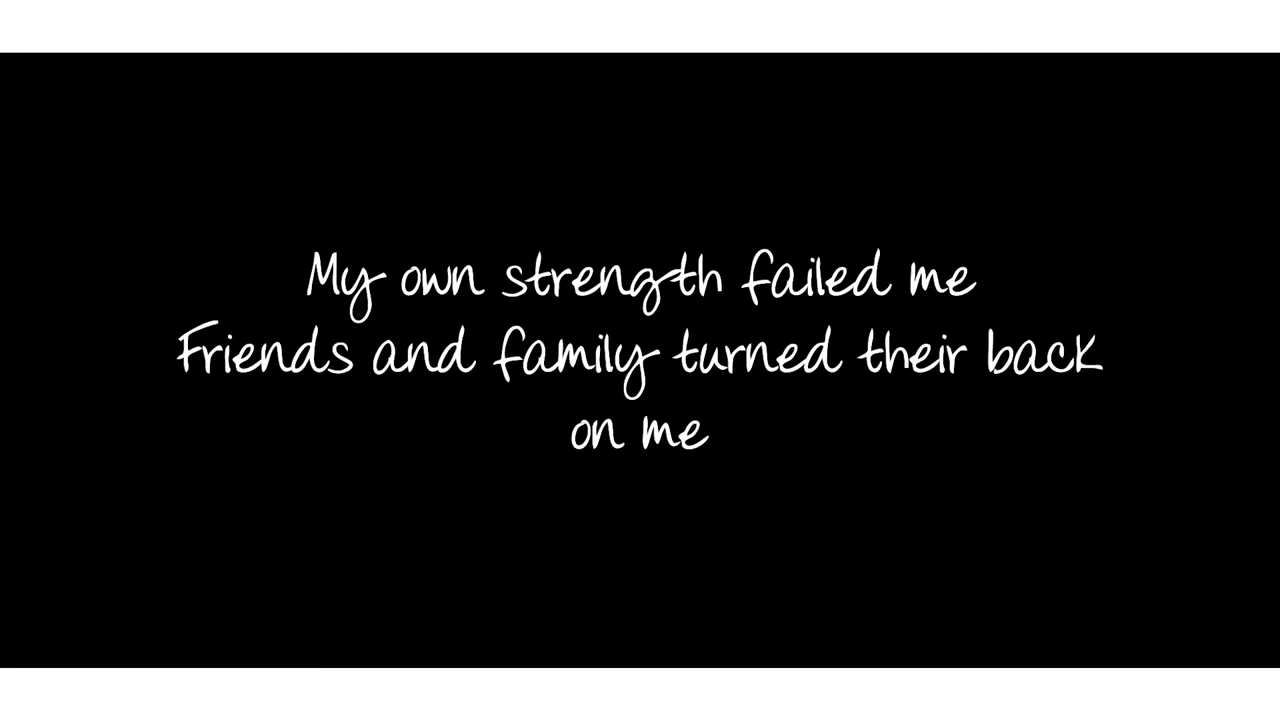 My own strength failed me
Friends and family turned their back
on me